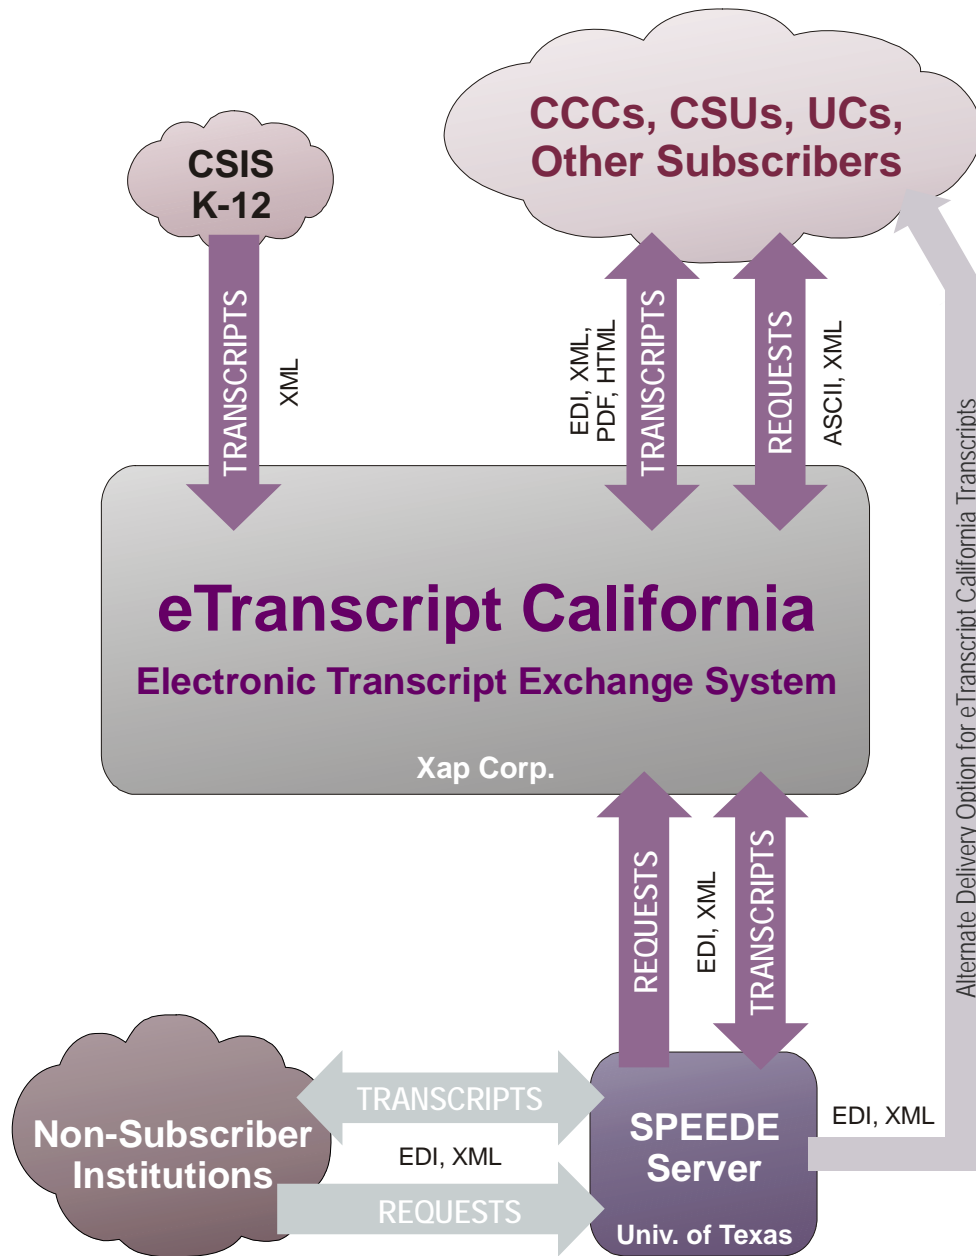 CCCs, CSUs, UCs,
Other Subscribers
CSIS
K-12
TRANSCRIPTS
XML
EDI, XML,
PDF, HTML
TRANSCRIPTS
REQUESTS
ASCII, XML
eTranscript California
Electronic Transcript Exchange System
Xap Corp.
Alternate Delivery Option for eTranscript California Transcripts
REQUESTS
EDI, XML
TRANSCRIPTS
Non-Subscriber
Institutions
TRANSCRIPTS
EDI, XML
REQUESTS
SPEEDE
Server
Univ. of Texas
EDI, XML